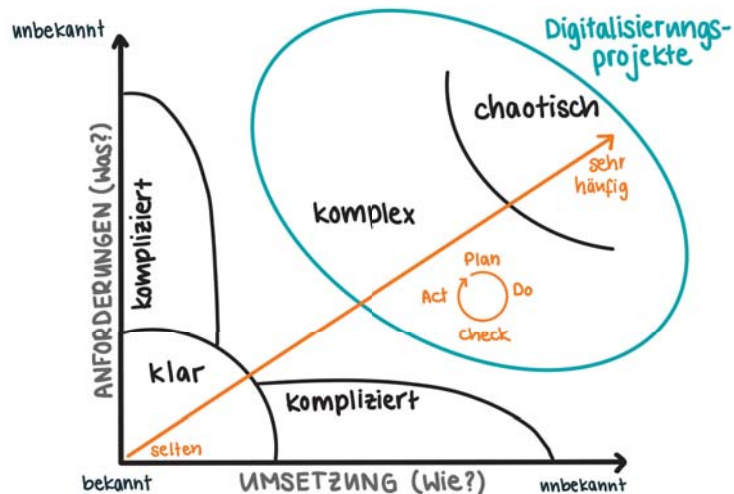 unbekannt
Digitalisierungs-
projekte
chaotisch
sehr
häufig
komplex
Plan
Act
Do
check
ANFORDERUNGEN (Was?)
kompliziert
klar
kompliziert
selten
bekannt
UMSETZUNG (Wie?)
unbekannt